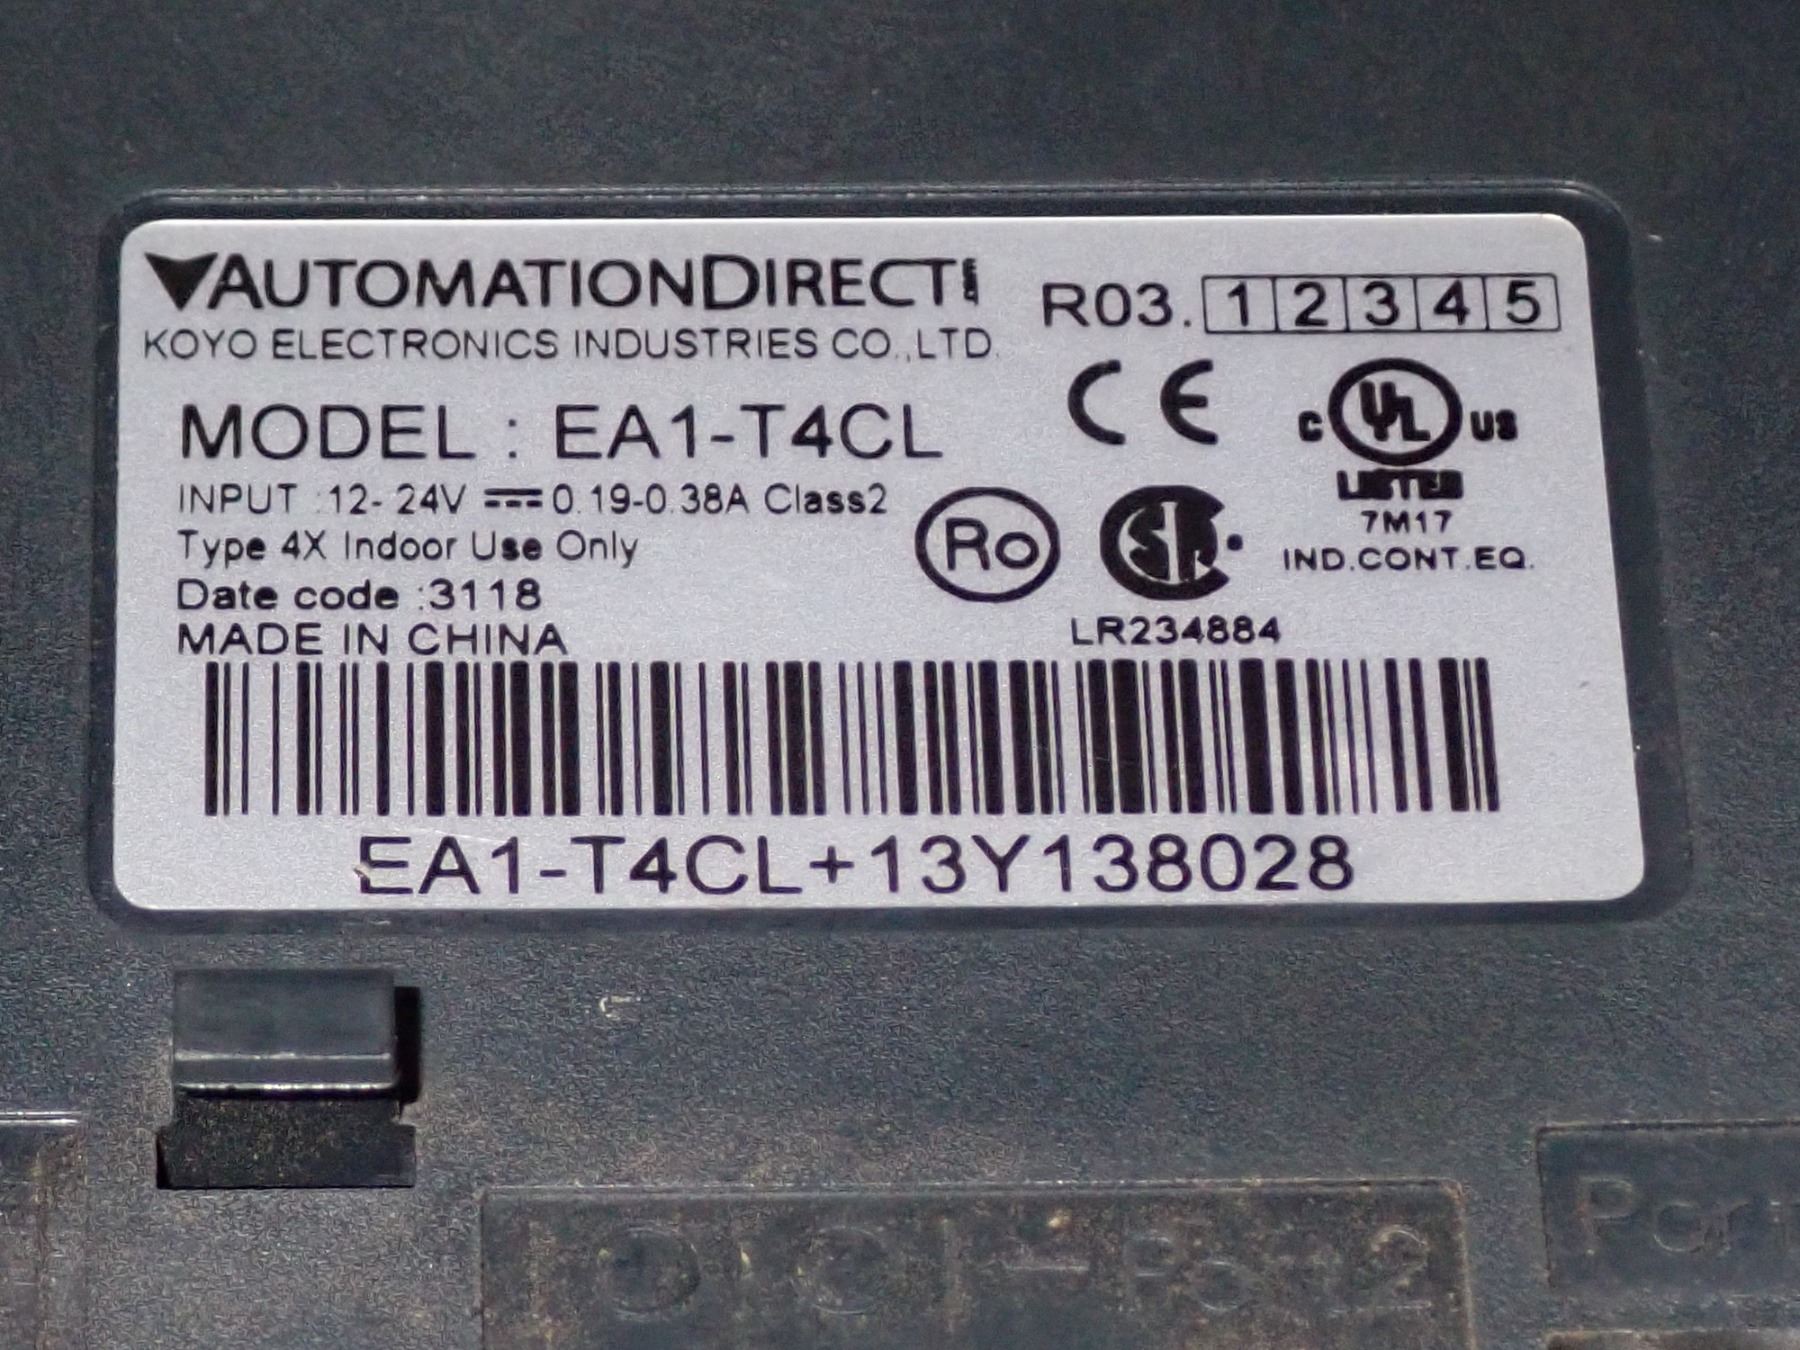 AUTOMATIONDIRECT
KOYO ELECTRONICS INDUSTRIES CO.,LTD.
R03. 1 2 3 4 5
MODEL : EA1-T4CL
CE
C UL US
LISTED
7M17
IND.CONT.EQ.
INPUT :12-24V ⎓ 0.19-0.38A Class2
Type 4X Indoor Use Only
Date code :3118
MADE IN CHINA
Ro
LR234884
EA1-T4CL+13Y138028